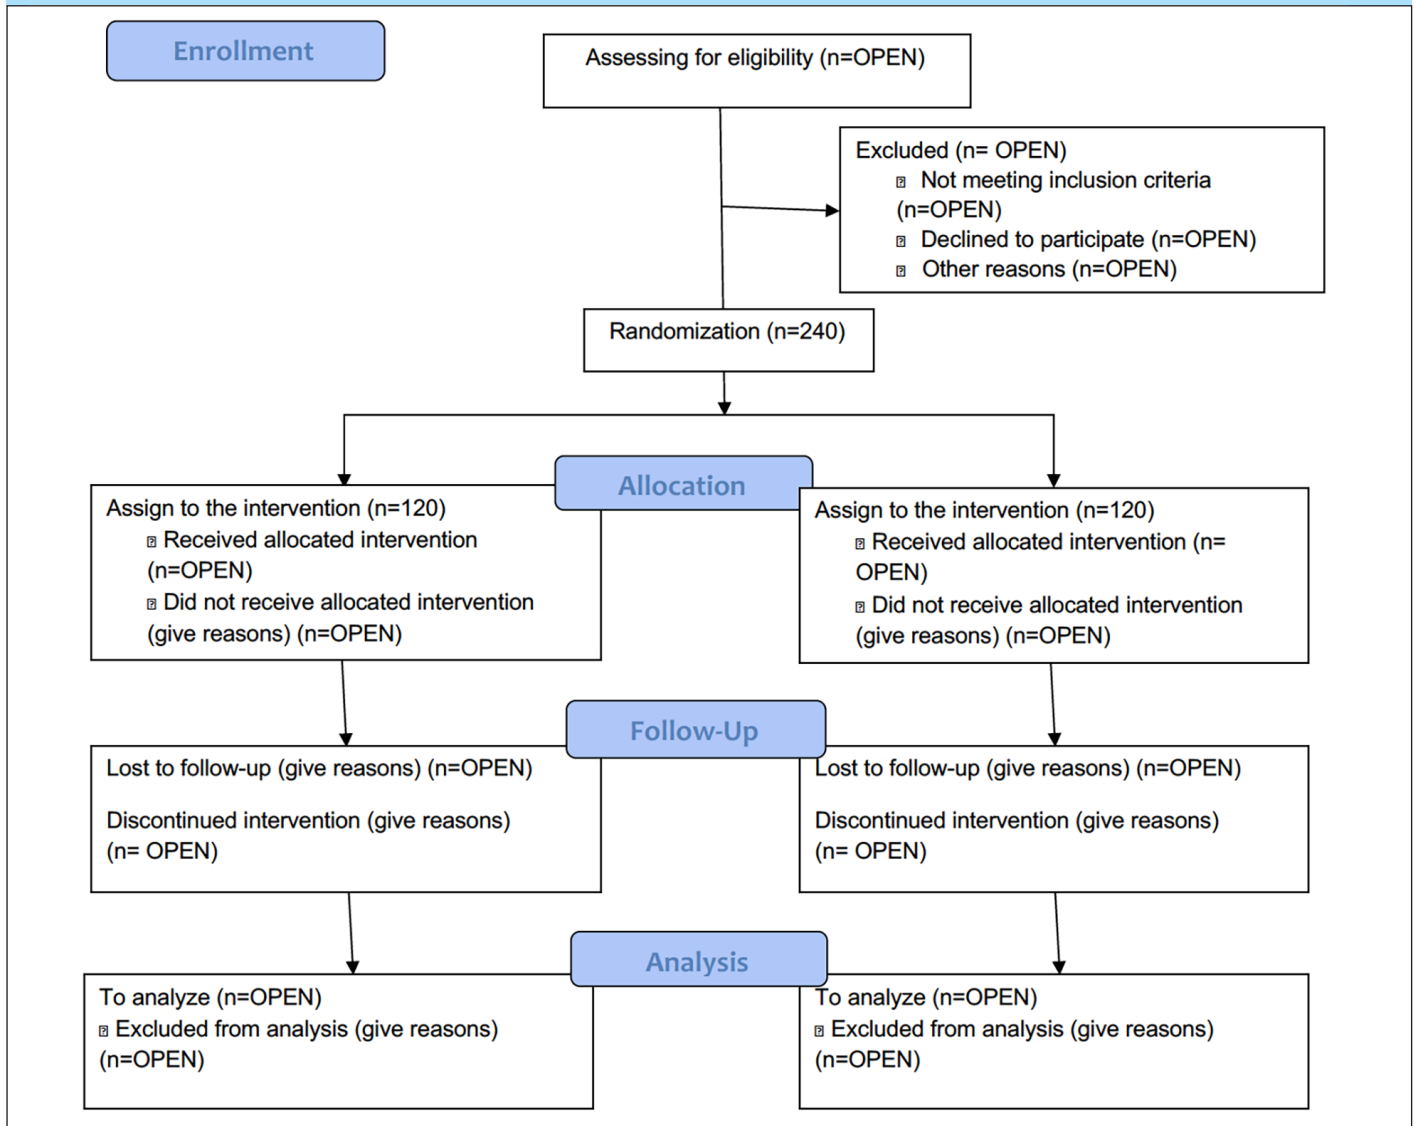 Enrollment
Assessing for eligibility (n=OPEN)
Excluded (n= OPEN)
Not meeting inclusion criteria
(n=OPEN)
Declined to participate (n=OPEN)
Other reasons (n=OPEN)
Randomization (n=240)
Allocation
Assign to the intervention (n=120)
Received allocated intervention
(n=OPEN)
Did not receive allocated intervention
(give reasons) (n=OPEN)
Assign to the intervention (n=120)
Received allocated intervention (n=
OPEN)
Did not receive allocated intervention
(give reasons) (n=OPEN)
Follow-Up
Lost to follow-up (give reasons) (n=OPEN)
Discontinued intervention (give reasons)
(n= OPEN)
Lost to follow-up (give reasons) (n=OPEN)
Discontinued intervention (give reasons)
(n= OPEN)
Analysis
To analyze (n=OPEN)
Excluded from analysis (give reasons)
(n=OPEN)
To analyze (n=OPEN)
Excluded from analysis (give reasons)
(n=OPEN)